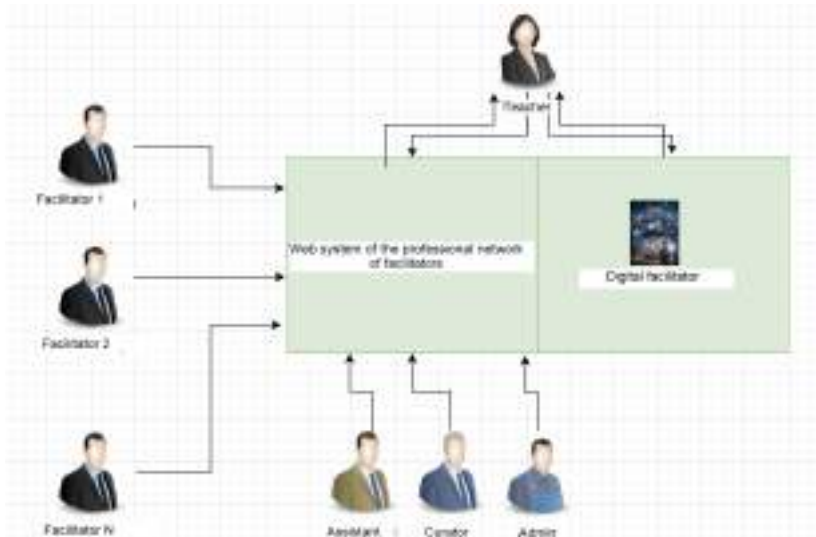 Teacher
Facilitator 1
Web system of the professional network
of facilitators
Digital facilitator
Facilitator 2
Facilitator N
Assistant
Curator
Admin